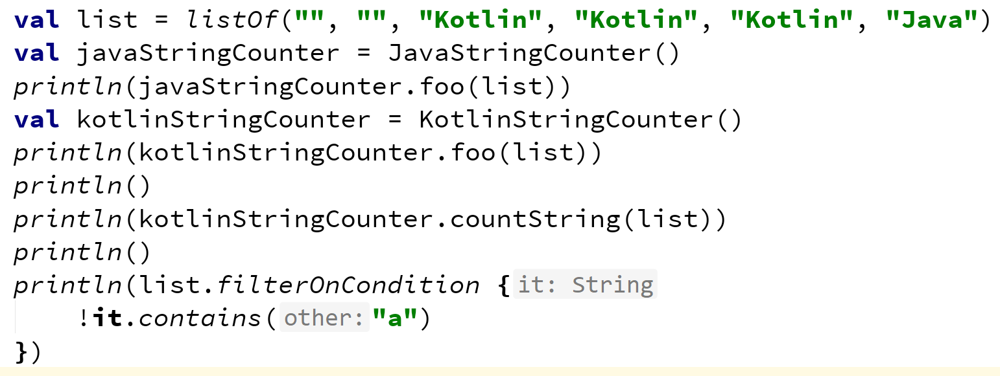 val list = listOf("", "", "Kotlin", "Kotlin", "Kotlin", "Java")
val javaStringCounter = JavaStringCounter()
println(javaStringCounter.foo(list))
val kotlinStringCounter = KotlinStringCounter()
println(kotlinStringCounter.foo(list))
println()
println(kotlinStringCounter.countString(list))
println()
println(list.filterOnCondition { it: String
    !it.contains( other: "a")
})